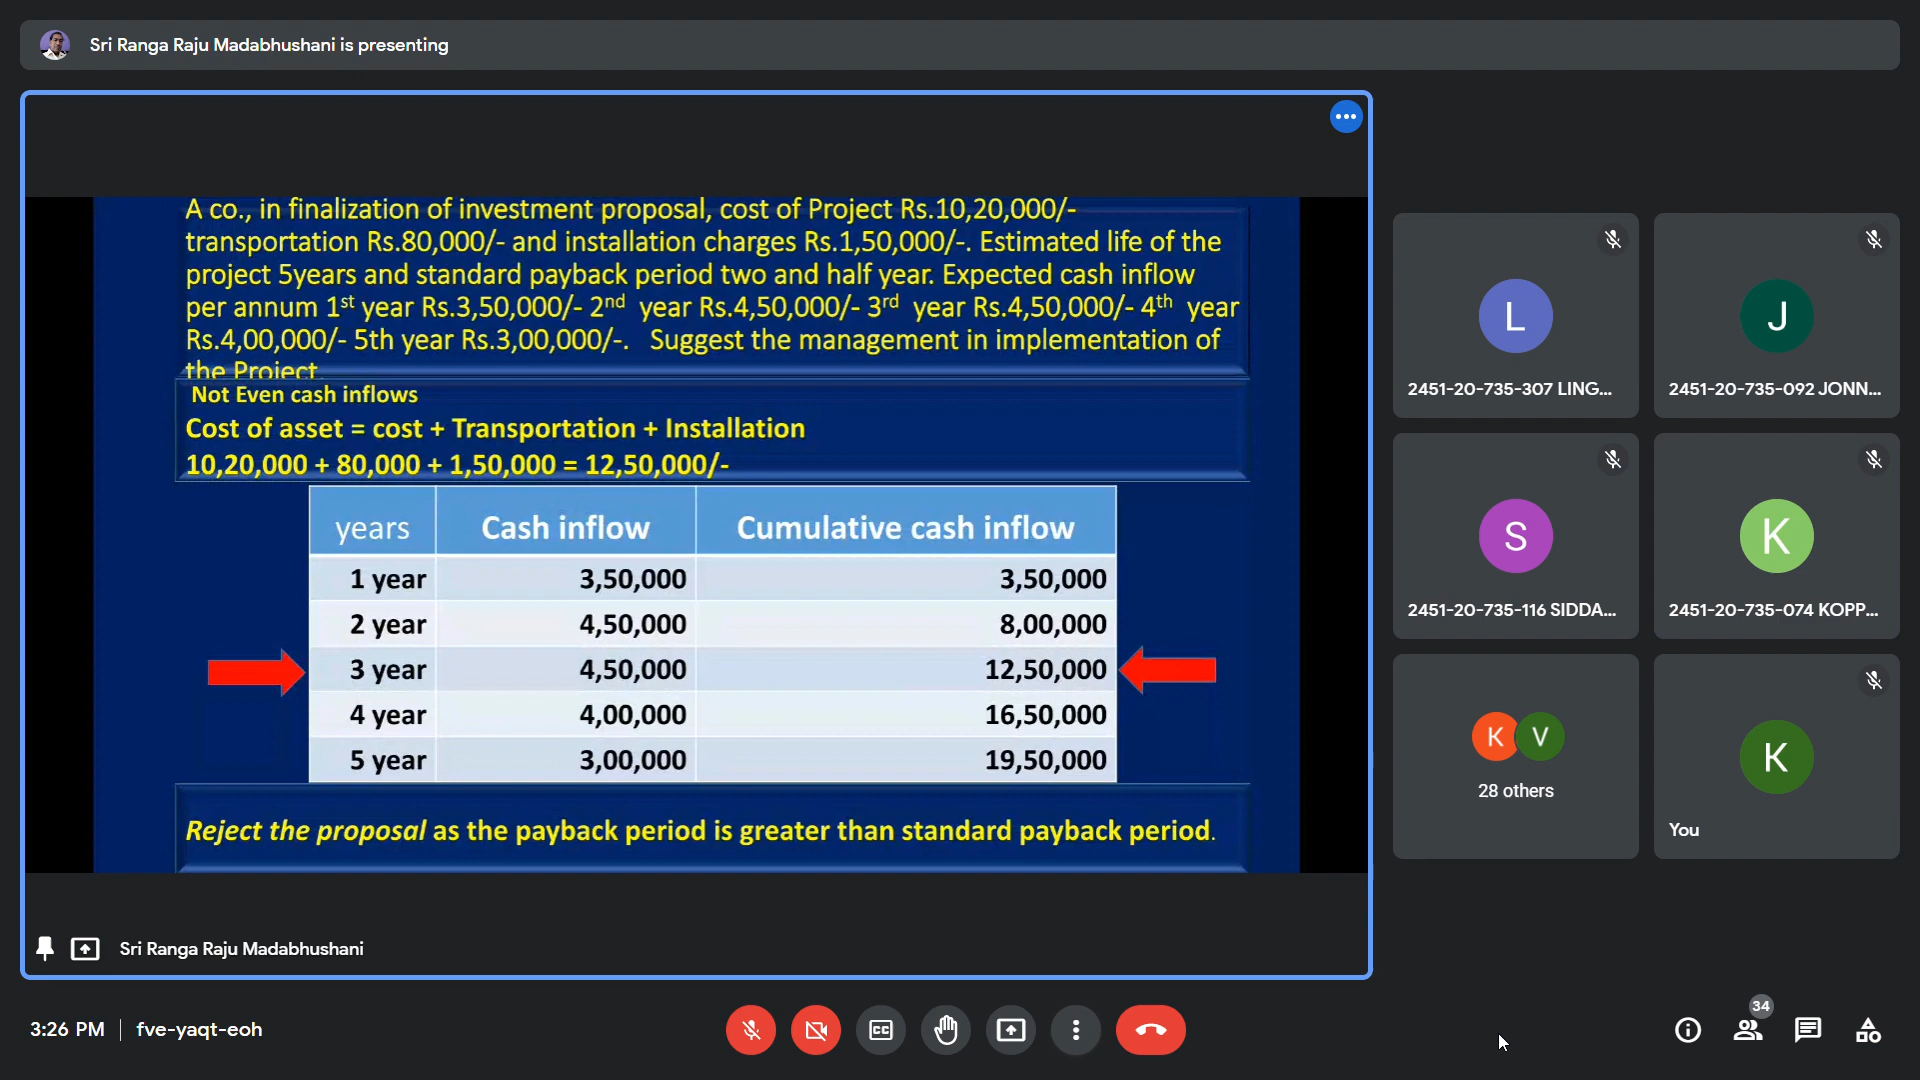 Sri Ranga Raju Madabhushani is presenting
A co., in finalization of investment proposal, cost of Project Rs.10,20,000/-
transportation Rs.80,000/- and installation charges Rs.1,50,000/-. Estimated life of the
project 5years and standard payback period two and half year. Expected cash inflow
per annum 1st year Rs.3,50,000/- 2nd year Rs.4,50,000/- 3rd year Rs.4,50,000/- 4th year
Rs.4,00,000/- 5th year Rs.3,00,000/-. Suggest the management in implementation of
the Project
Not Even cash inflows
Cost of asset = cost + Transportation + Installation
10,20,000 + 80,000 + 1,50,000 = 12,50,000/-
years Cash inflow Cumulative cash inflow
1 year 3,50,000 3,50,000
2 year 4,50,000 8,00,000
3 year 4,50,000 12,50,000
4 year 4,00,000 16,50,000
5 year 3,00,000 19,50,000
Reject the proposal as the payback period is greater than standard payback period.
Sri Ranga Raju Madabhushani
L
2451-20-735-307 LING...
J
2451-20-735-092 JONN...
S
2451-20-735-116 SIDDA...
K
2451-20-735-074 KOPP...
K V
28 others
K
You
3:26 PM | fve-yaqt-eoh
CC
34